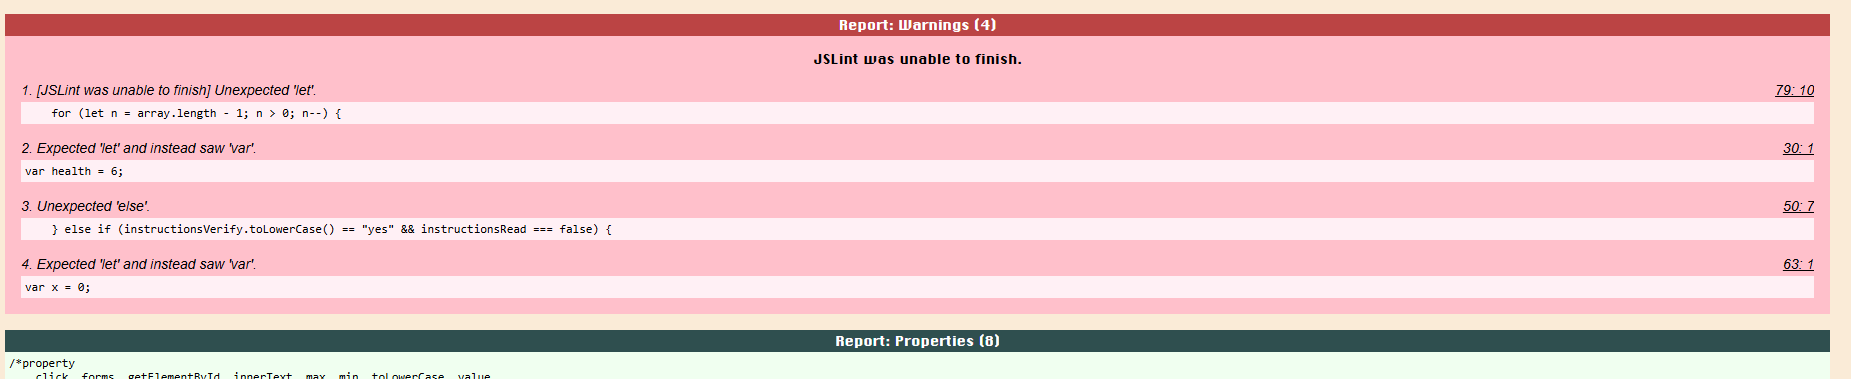 Report: Warnings (4)
JSLint was unable to finish.
1. [JSLint was unable to finish] Unexpected 'let'. 79: 10
for (let n = array.length - 1; n > 0; n--) {
2. Expected 'let' and instead saw 'var'. 30: 1
var health = 6;
3. Unexpected 'else'. 50: 7
} else if (instructionsVerify.toLowerCase() == "yes" && instructionsRead === false) {
4. Expected 'let' and instead saw 'var'. 63: 1
var x = 0;
Report: Properties (8)
/*property
click, forms, getElementById, innerText, max, min, toLowerCase, value